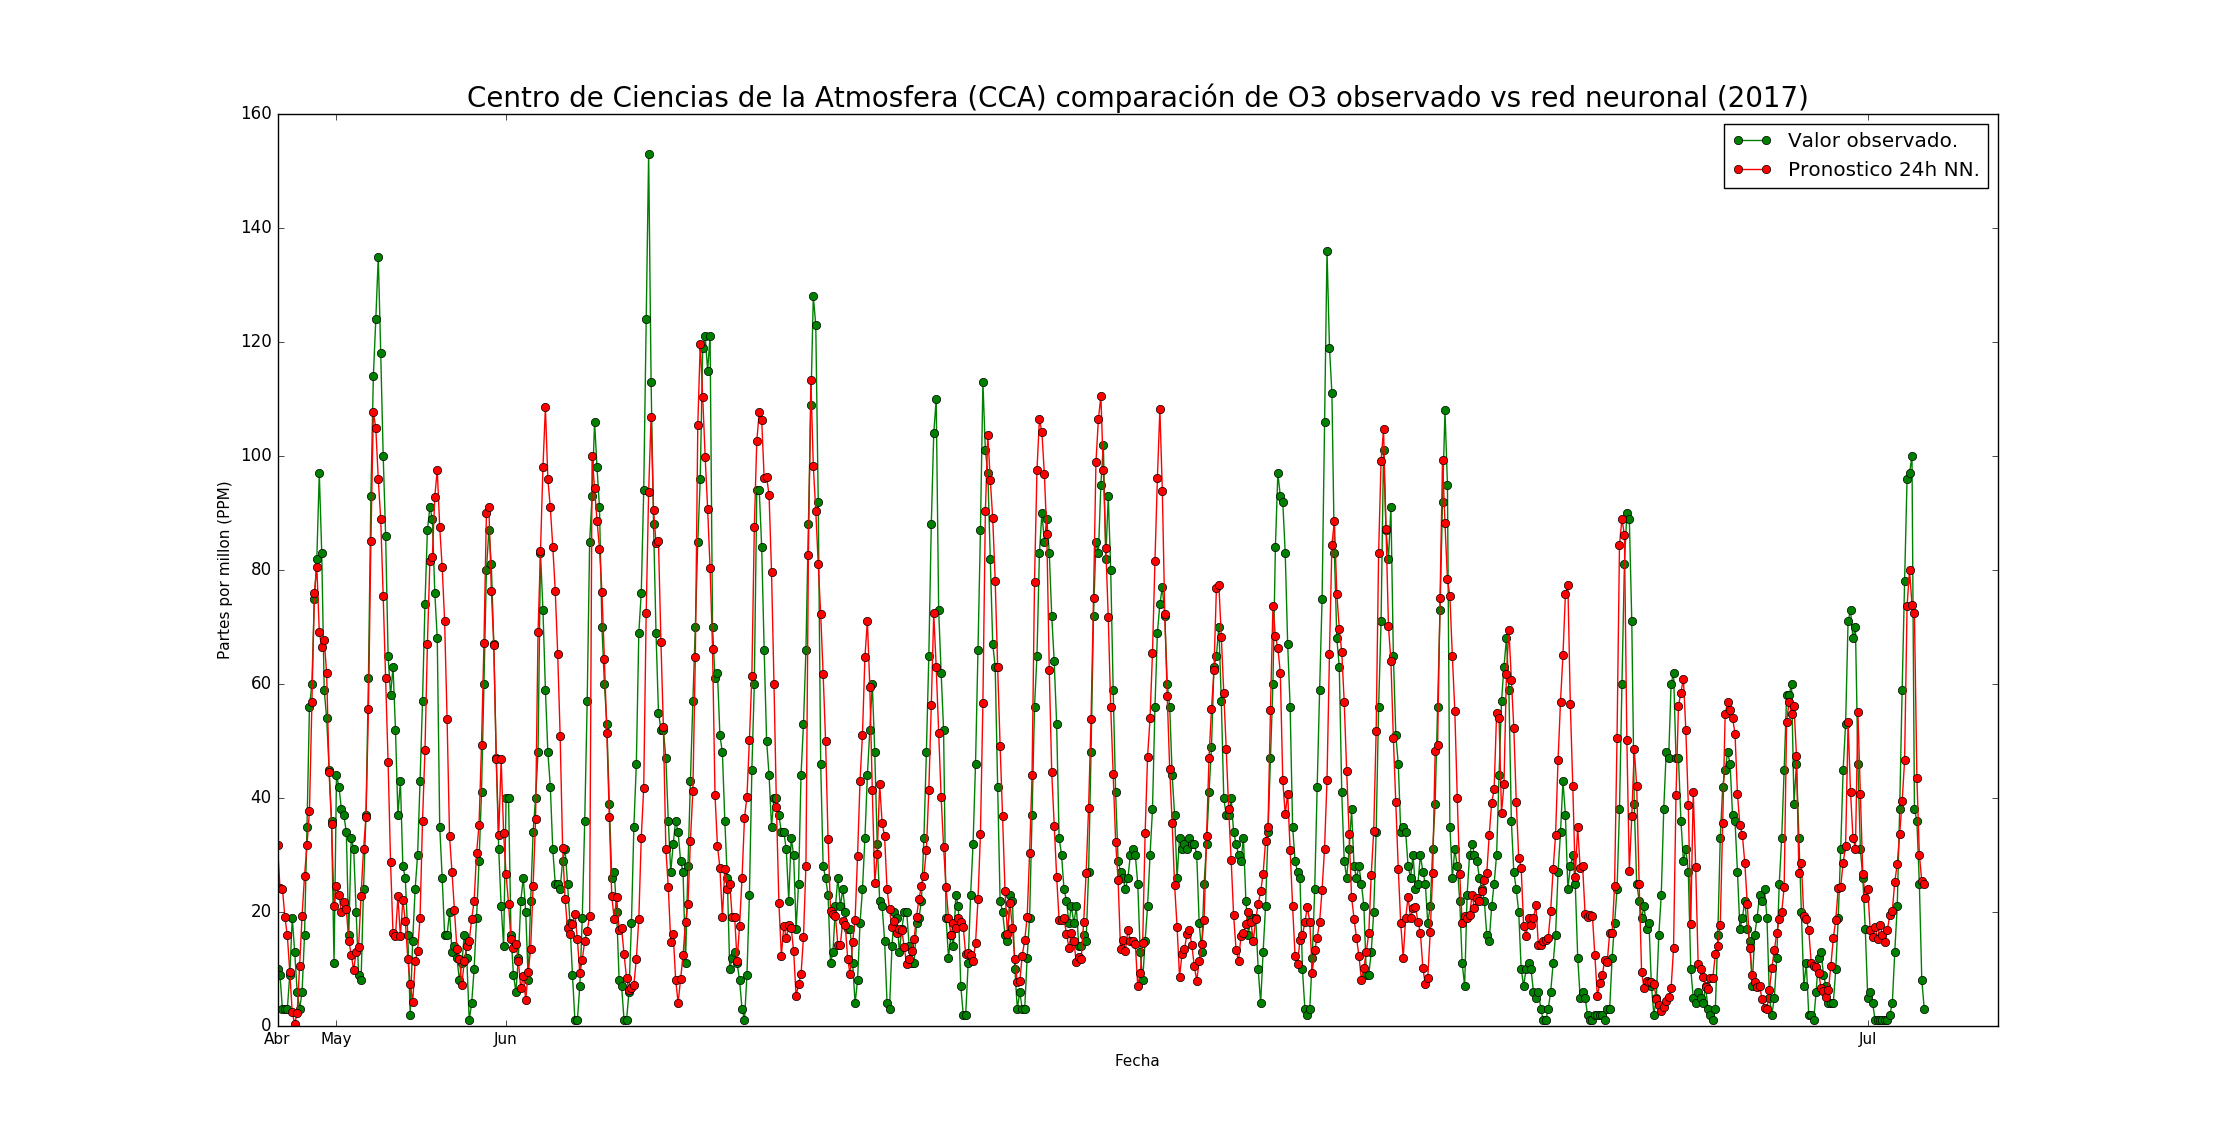 Centro de Ciencias de la Atmosfera (CCA) comparación de O3 observado vs red neuronal (2017)
Valor observado.
Pronostico 24h NN.
Partes por millon (PPM)
160
140
120
100
80
60
40
20
0
Abr May Jun Jul
Fecha